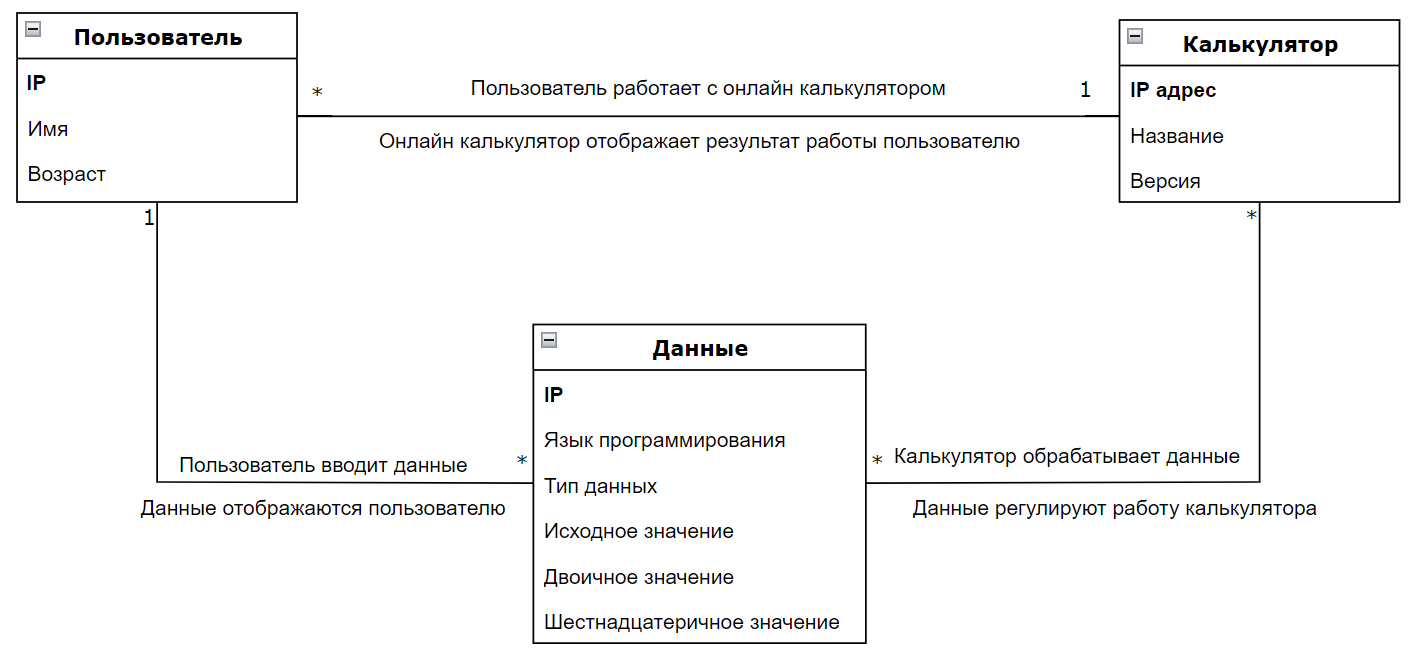 Пользователь
IP
Имя
Возраст
*
Пользователь работает с онлайн калькулятором
1
Онлайн калькулятор отображает результат работы пользователю
Калькулятор
IP адрес
Название
Версия
1
*
Данные
IP
Язык программирования
Тип данных
Исходное значение
Двоичное значение
Шестнадцатеричное значение
Пользователь вводит данные
*
Данные отображаются пользователю
*
Калькулятор обрабатывает данные
Данные регулируют работу калькулятора